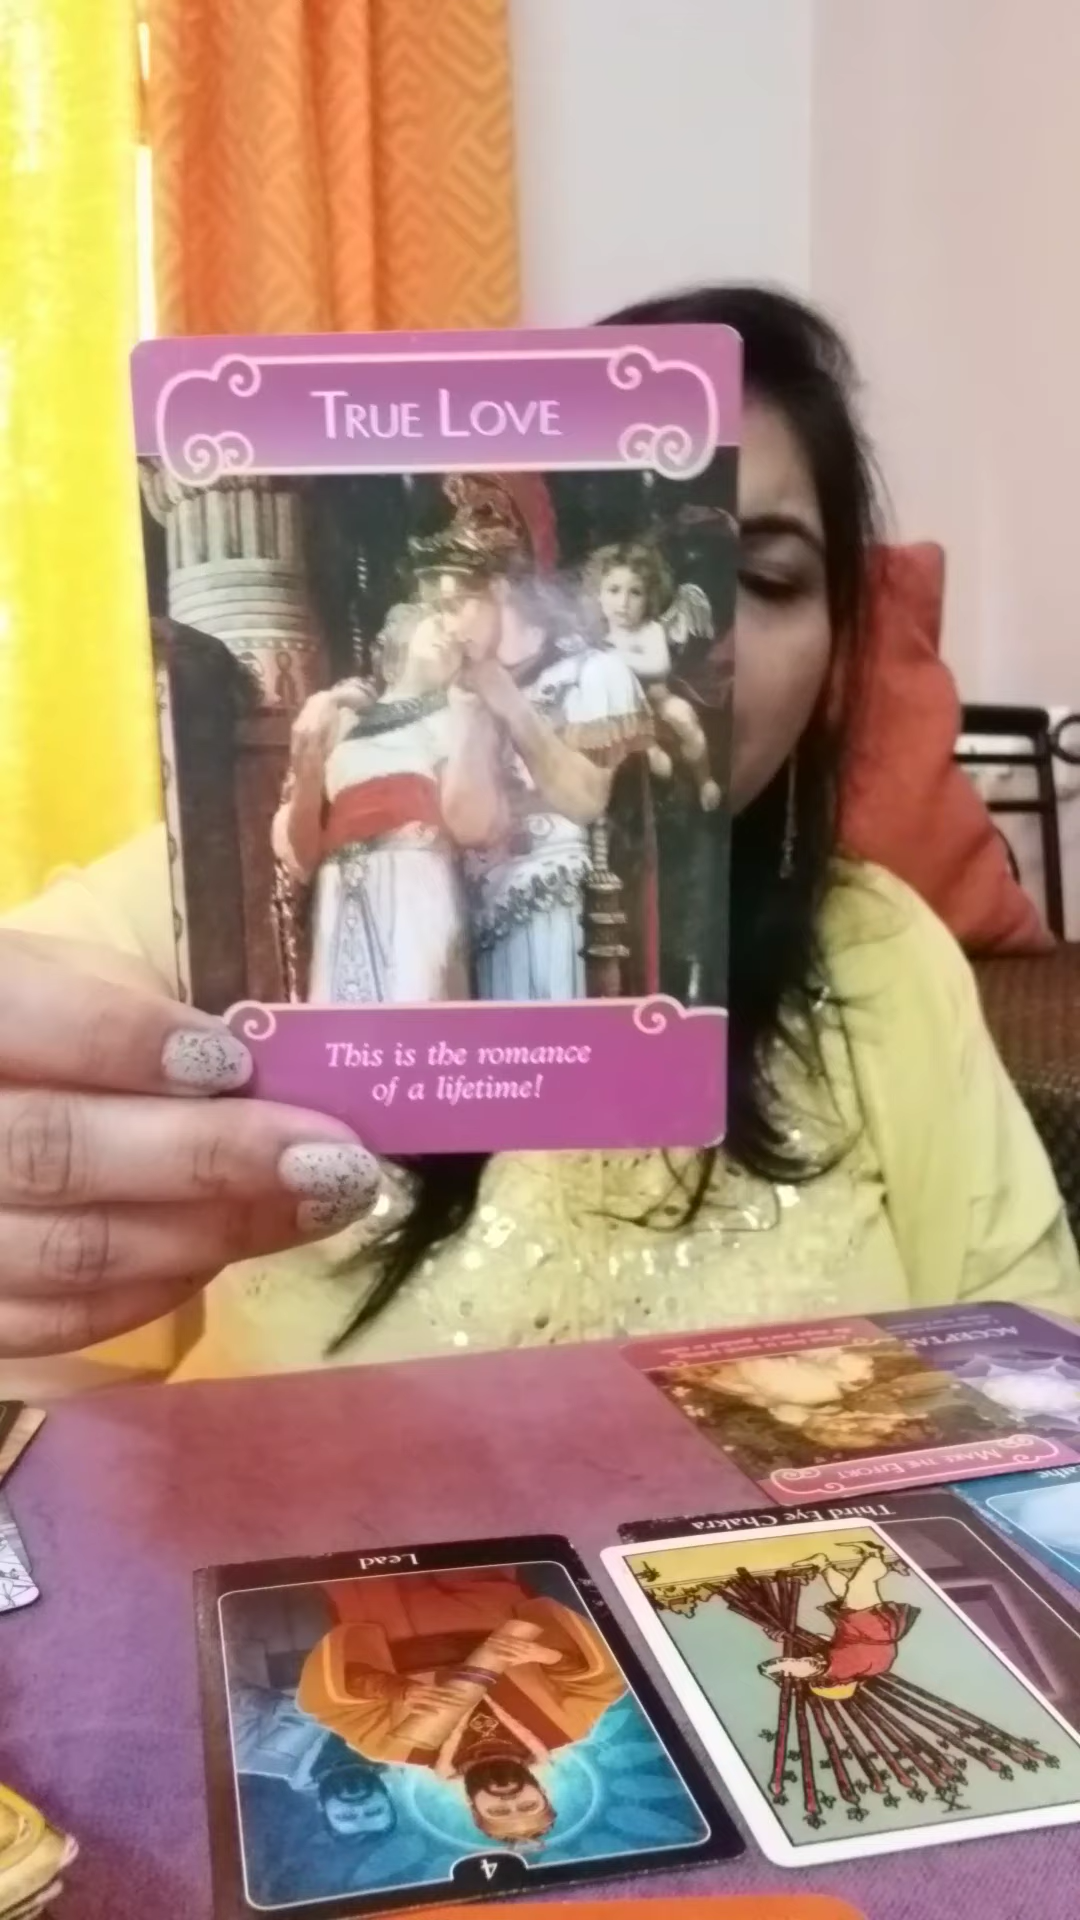 TRUE LOVE
This is the romance
of a lifetime!
MAKE THE EFFORT
Third Eye Chakra
Lead
4
X